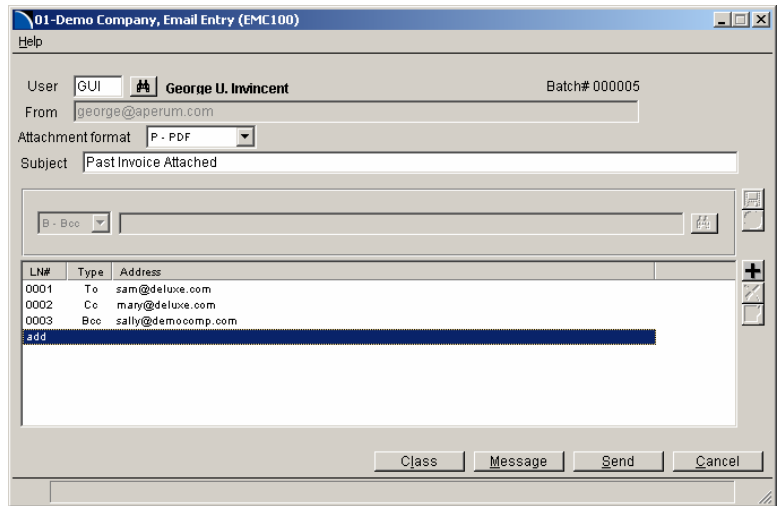 01-Demo Company, Email Entry (EMC100)
Help
User GUI George U. Invincent Batch# 000005
From george@aperum.com
Attachment format P - PDF
Subject Past Invoice Attached
B - Bcc
LN# Type Address
0001 To sam@deluxe.com
0002 Cc mary@deluxe.com
0003 Bcc sally@democomp.com
add
Class Message Send Cancel